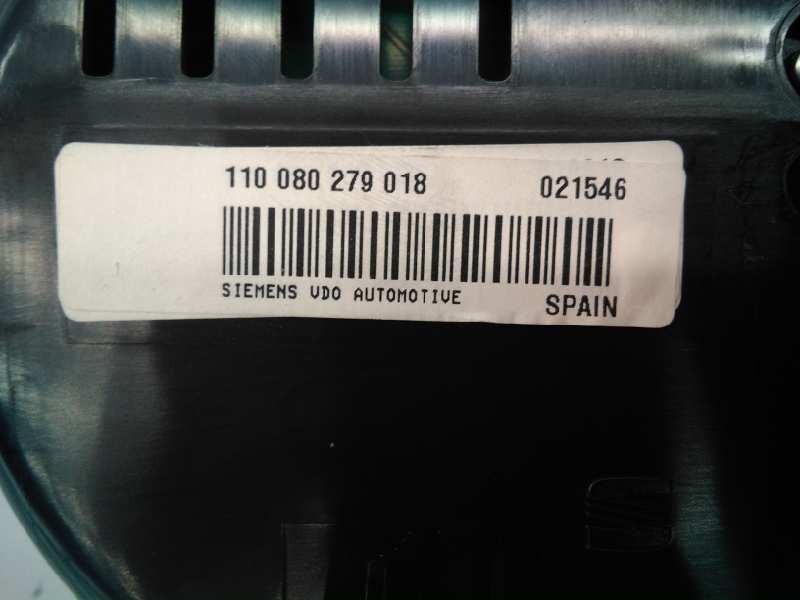 110 080 279 018 021546
SIEMENS VDO AUTOMOTIVE SPAIN